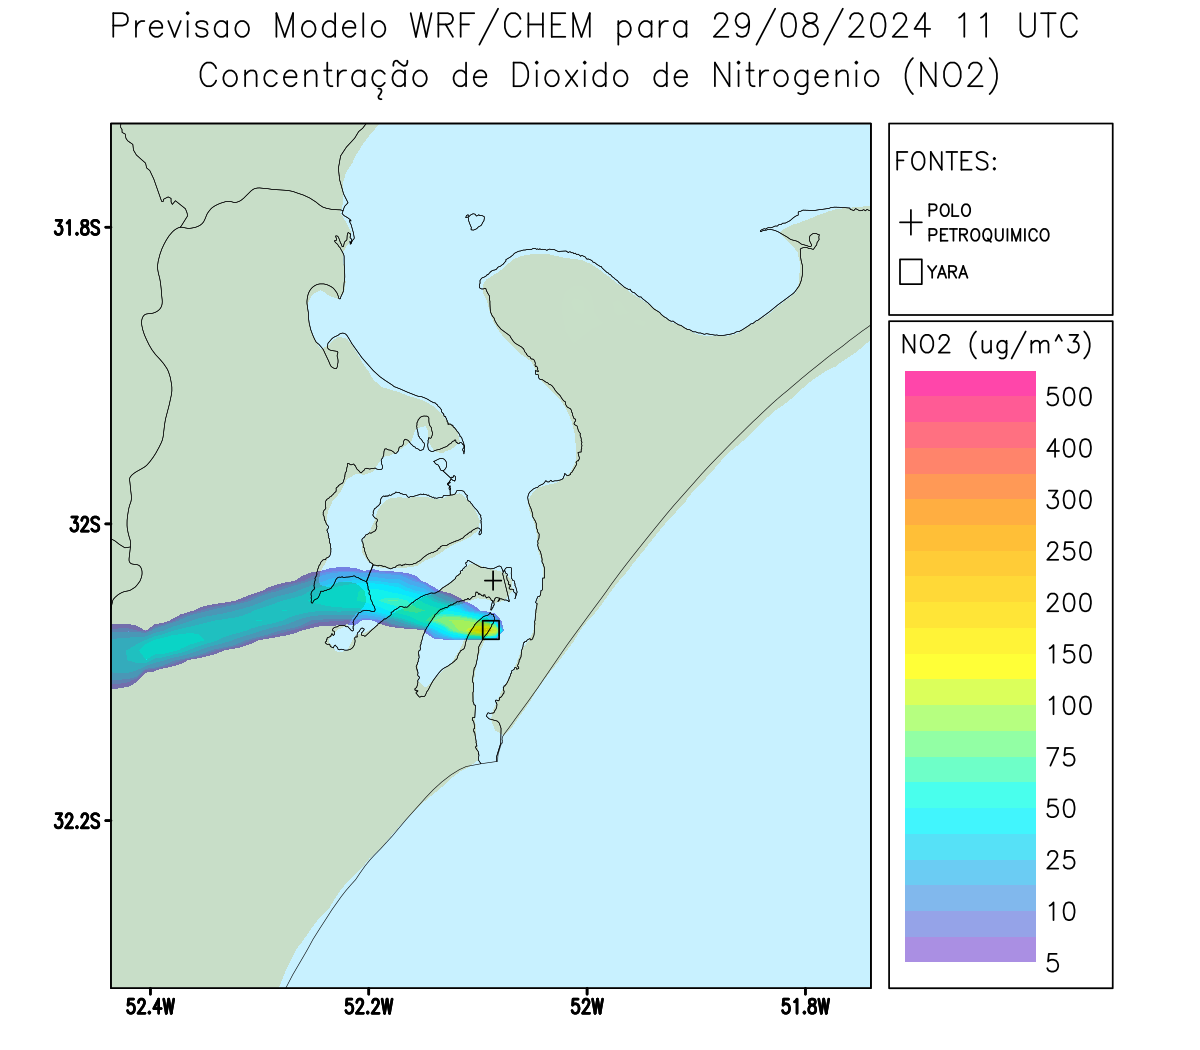 Previsao Modelo WRF/CHEM para 29/08/2024 11 UTC
Concentração de Dioxido de Nitrogenio (NO2)
FONTES:
POLO
PETROQUIMICO
YARA
NO2 (ug/m^3)
500
400
300
250
200
150
100
75
50
25
10
5
31.8S
32S
32.2S
52.4W
52.2W
52W
51.8W